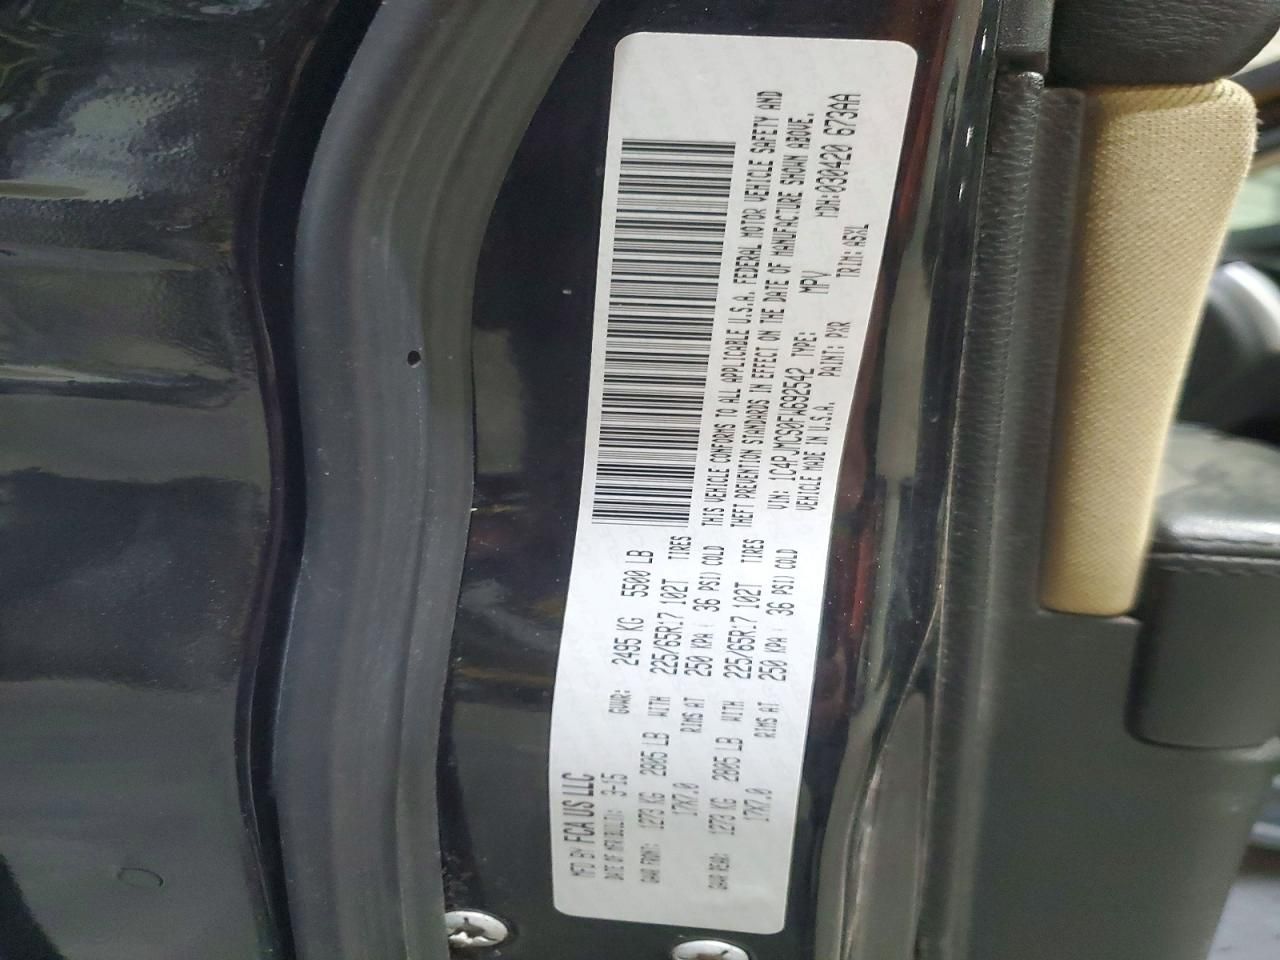 MFD BY FCA US LLC
DATE OF MFR(BUILD): 3-15 GVWR: 2495 KG 5500 LB
GAWR FRONT: 1273 KG 2805 LB WITH 225/65R17 102T TIRES
17X7.0 RIMS AT 250 KPA ( 36 PSI) COLD
GAWR REAR: 1273 KG 2805 LB WITH 225/65R17 102T TIRES
17X7.0 RIMS AT 250 KPA ( 36 PSI) COLD
THIS VEHICLE CONFORMS TO ALL APPLICABLE U.S.A. FEDERAL MOTOR VEHICLE SAFETY AND
THEFT PREVENTION STANDARDS IN EFFECT ON THE DATE OF MANUFACTURE SHOWN ABOVE.
VIN: 1C4PJMCS0FW692542 TYPE: MPV MDH:030420 673AA
VEHICLE MADE IN U.S.A. PAINT: PXR TRIM: A5XL